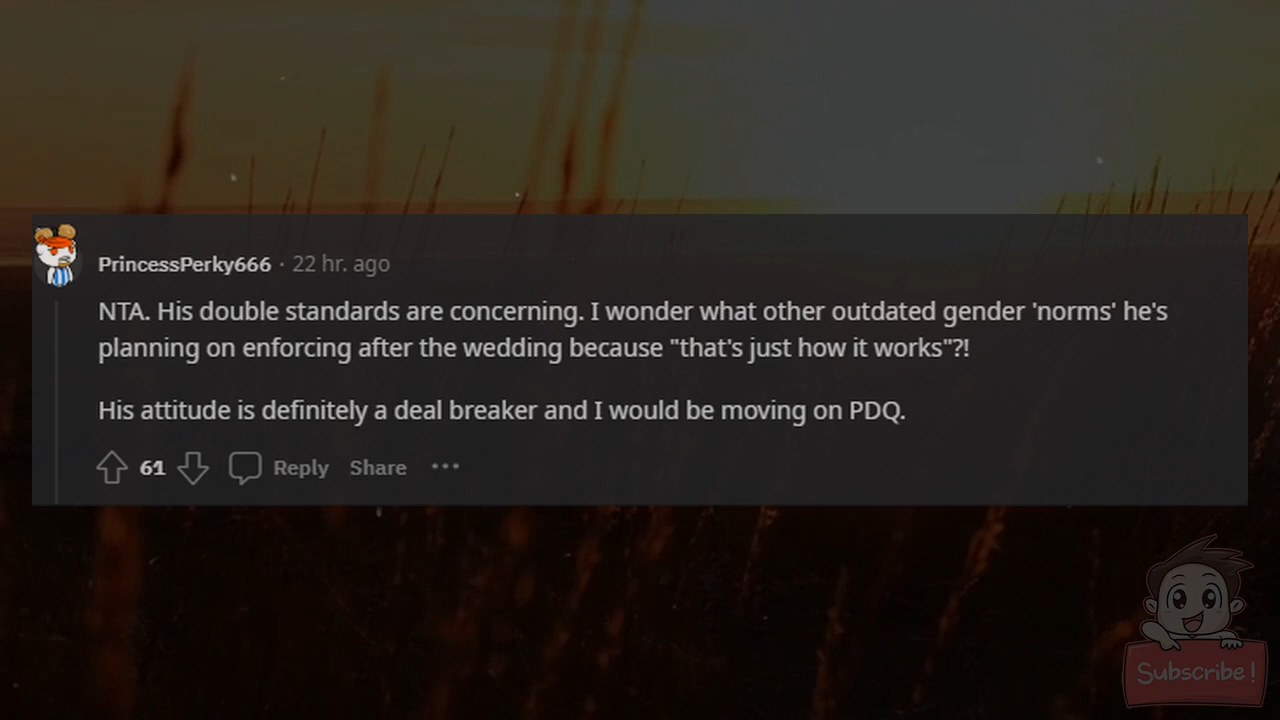 PrincessPerky666 · 22 hr. ago
NTA. His double standards are concerning. I wonder what other outdated gender 'norms' he's
planning on enforcing after the wedding because "that's just how it works"?!
His attitude is definitely a deal breaker and I would be moving on PDQ.
61 Reply Share ···
Subscribe!